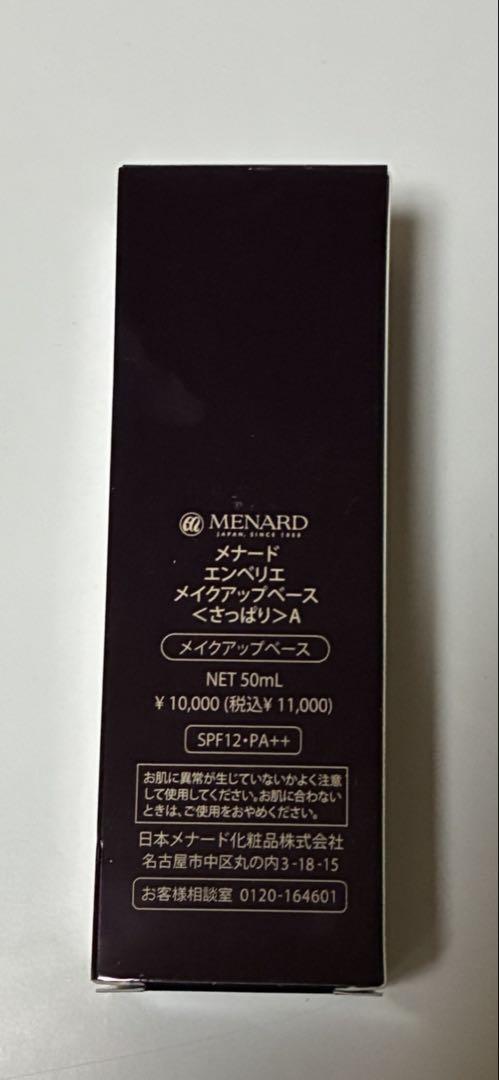 MENARD
JAPAN, SINCE 1959
メナード
エンベリエ
メイクアップベース
<さっぱり>A
メイクアップベース
NET 50mL
¥ 10,000 (税込¥ 11,000)
SPF12・PA++
お肌に異常が生じていないかよく注意
して使用してください。お肌に合わない
ときは、ご使用をおやめください。
日本メナード化粧品株式会社
名古屋市中区丸の内3-18-15
お客様相談室 0120-164601